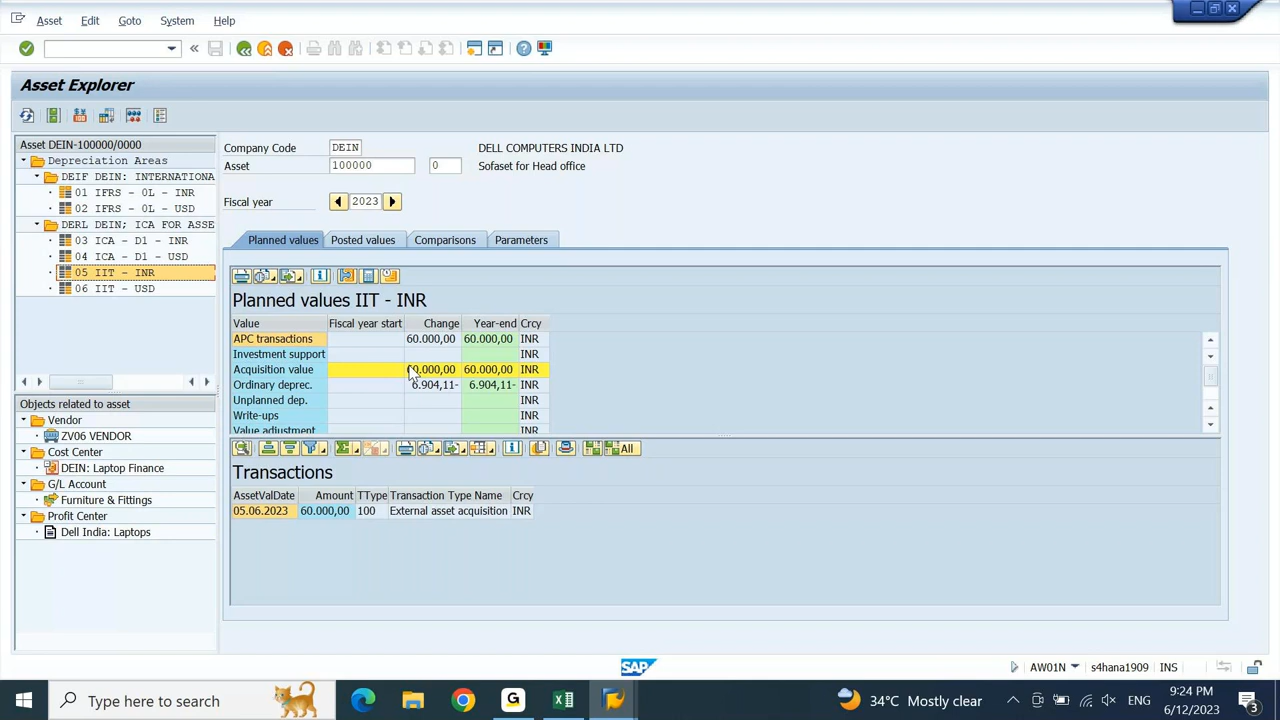 Asset Edit Goto System Help
Asset Explorer
Asset DEIN-100000/0000
Depreciation Areas
DEIF DEIN: INTERNATIONA
01 IFRS - 0L - INR
02 IFRS - 0L - USD
DERL DEIN; ICA FOR ASSE
03 ICA - D1 - INR
04 ICA - D1 - USD
05 IIT - INR
06 IIT - USD
Objects related to asset
Vendor
ZV06 VENDOR
Cost Center
DEIN: Laptop Finance
G/L Account
Furniture & Fittings
Profit Center
Dell India: Laptops
Company Code DEIN DELL COMPUTERS INDIA LTD
Asset 100000 0 Sofaset for Head office
Fiscal year 2023
Planned values Posted values Comparisons Parameters
Planned values IIT - INR
Value Fiscal year start Change Year-end Crcy
APC transactions 60.000,00 60.000,00 INR
Investment support INR
Acquisition value 60.000,00 60.000,00 INR
Ordinary deprec. 6.904,11- 6.904,11- INR
Unplanned dep. INR
Write-ups INR
Value adjustment INR
All
Transactions
AssetValDate Amount TType Transaction Type Name Crcy
05.06.2023 60.000,00 100 External asset acquisition INR
SAP
AW01N s4hana1909 INS
Type here to search
34°C Mostly clear
ENG
9:24 PM
6/12/2023
3